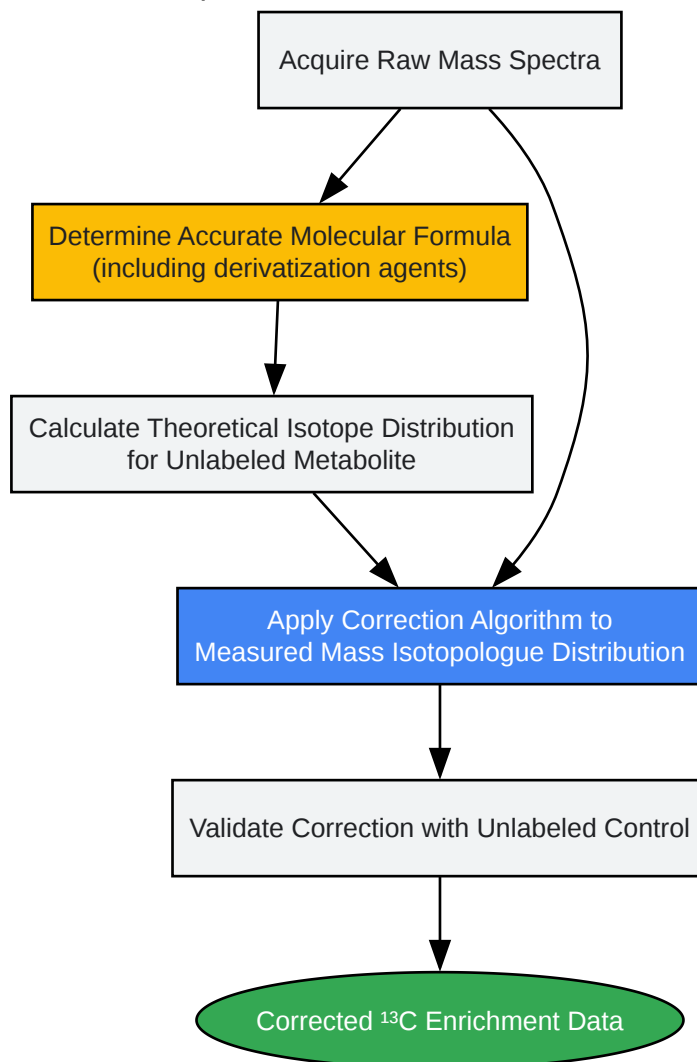 Acquire Raw Mass Spectra
Determine Accurate Molecular Formula
(including derivatization agents)
Calculate Theoretical Isotope Distribution
for Unlabeled Metabolite
Apply Correction Algorithm to
Measured Mass Isotopologue Distribution
Validate Correction with Unlabeled Control
Corrected ¹³C Enrichment Data